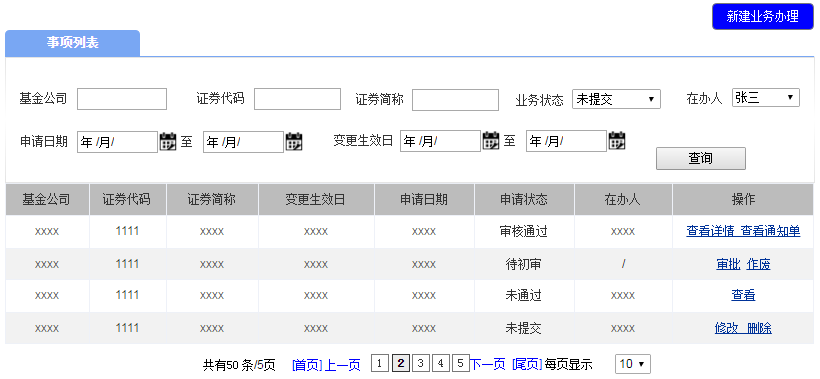 新建业务办理
事项列表
基金公司 证券代码 证券简称 业务状态 未提交 在办人 张三
申请日期 年 /月/ 至 年 /月/ 变更生效日 年 /月/ 至 年 /月/
查询
基金公司 证券代码 证券简称 变更生效日 申请日期 申请状态 在办人 操作
xxxx 1111 xxxx xxxx xxxx 审核通过 xxxx 查看详情 查看通知单
xxxx 1111 xxxx xxxx xxxx 待初审 / 审批 作废
xxxx 1111 xxxx xxxx xxxx 未通过 xxxx 查看
xxxx 1111 xxxx xxxx xxxx 未提交 xxxx 修改 删除
共有50 条/5页 [首页] 上一页 1 2 3 4 5 下一页 [尾页] 每页显示 10